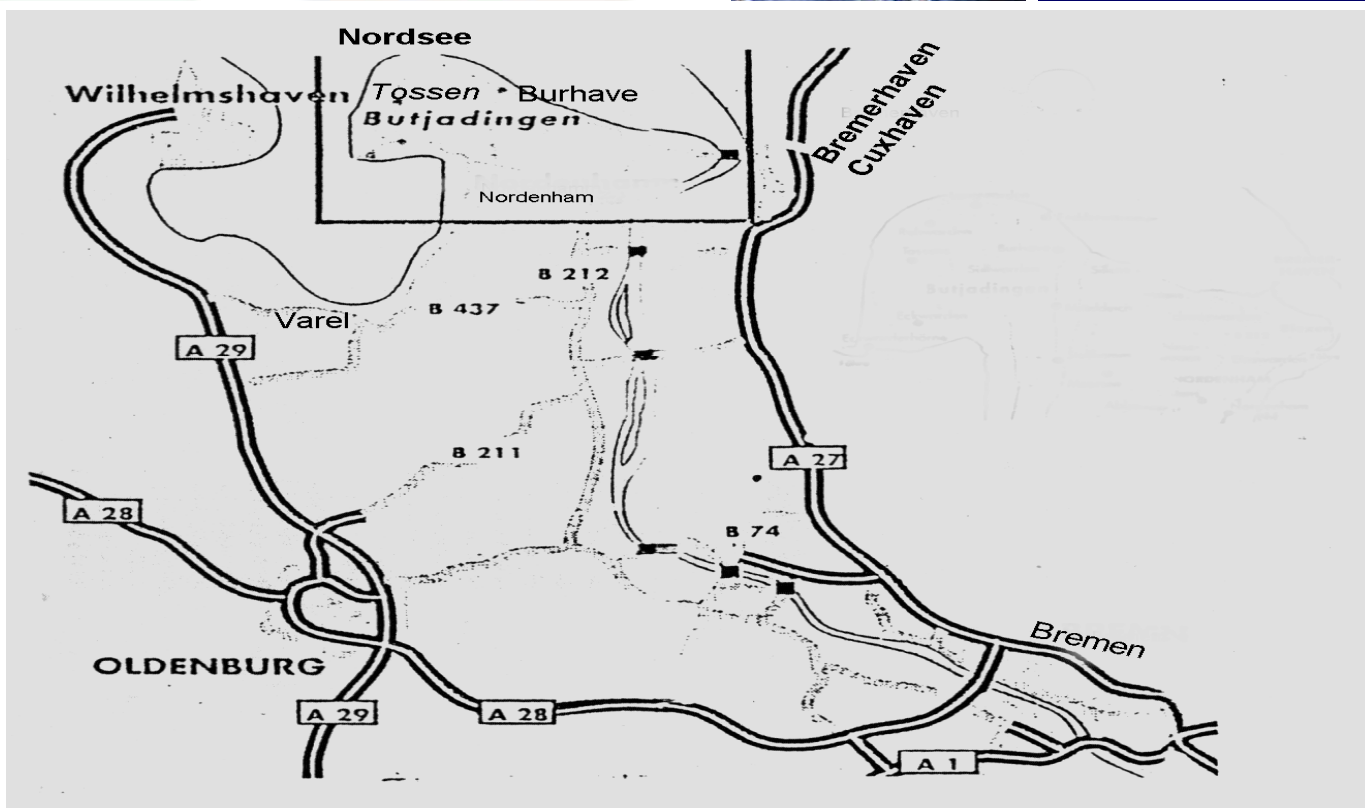 Nordsee
Wilhelmshaven
Tossen
Burhave
Butjadingen
Bremerhaven
Cuxhaven
Nordenham
B 212
B 437
Varel
A 29
B 211
A 27
A 28
B 74
OLDENBURG
Bremen
A 29
A 28
A 1